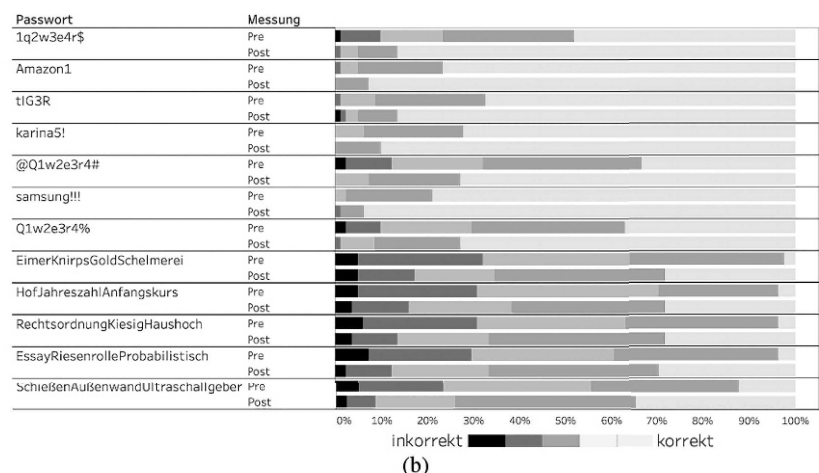 Passwort Messung
1q2w3e4r$ Pre
Post
Amazon1 Pre
Post
tIG3R Pre
Post
karina5! Pre
Post
@Q1w2e3r4# Pre
Post
samsung!!! Pre
Post
Q1w2e3r4% Pre
Post
EimerKnirpsGoldSchelmerei Pre
Post
HofJahreszahlAnfangskurs Pre
Post
RechtsordnungKiesigHaushoch Pre
Post
EssayRiesenrolleProbabilistisch Pre
Post
SchießenAußenwandUltraschallgeber Pre
Post
0% 10% 20% 30% 40% 50% 60% 70% 80% 90% 100%
inkorrekt korrekt
(b)